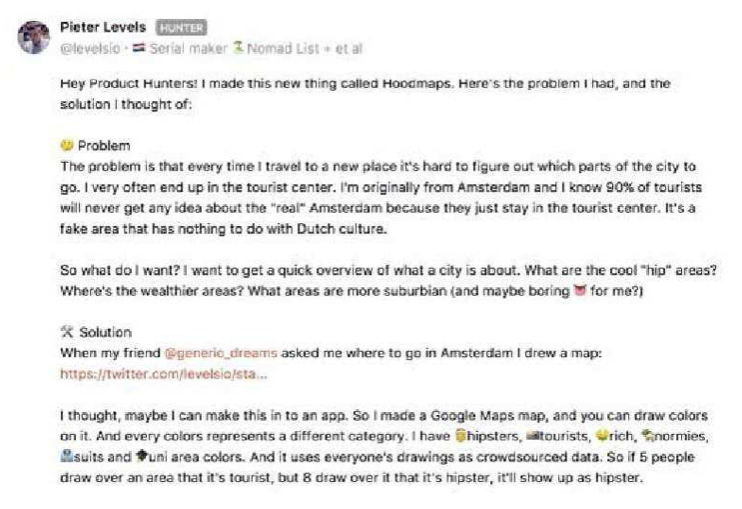 Pieter Levels HUNTER
@levelsio · 🇳🇱 Serial maker ⏳ Nomad List + et al
Hey Product Hunters! I made this new thing called Hoodmaps. Here's the problem I had, and the
solution I thought of:
Problem
The problem is that every time I travel to a new place it's hard to figure out which parts of the city to
go. I very often end up in the tourist center. I'm originally from Amsterdam and I know 90% of tourists
will never get any idea about the "real" Amsterdam because they just stay in the tourist center. It's a
fake area that has nothing to do with Dutch culture.
So what do I want? I want to get a quick overview of what a city is about. What are the cool "hip" areas?
Where's the wealthier areas? What areas are more suburbian (and maybe boring 👅 for me?)
🛠 Solution
When my friend @generic_dreams asked me where to go in Amsterdam I drew a map:
https://twitter.com/levelsio/sta...
I thought, maybe I can make this in to an app. So I made a Google Maps map, and you can draw colors
on it. And every colors represents a different category. I have hipsters, tourists, rich, normies,
suits and uni area colors. And it uses everyone's drawings as crowdsourced data. So if 5 people
draw over an area that it's tourist, but 8 draw over it that it's hipster, it'll show up as hipster.